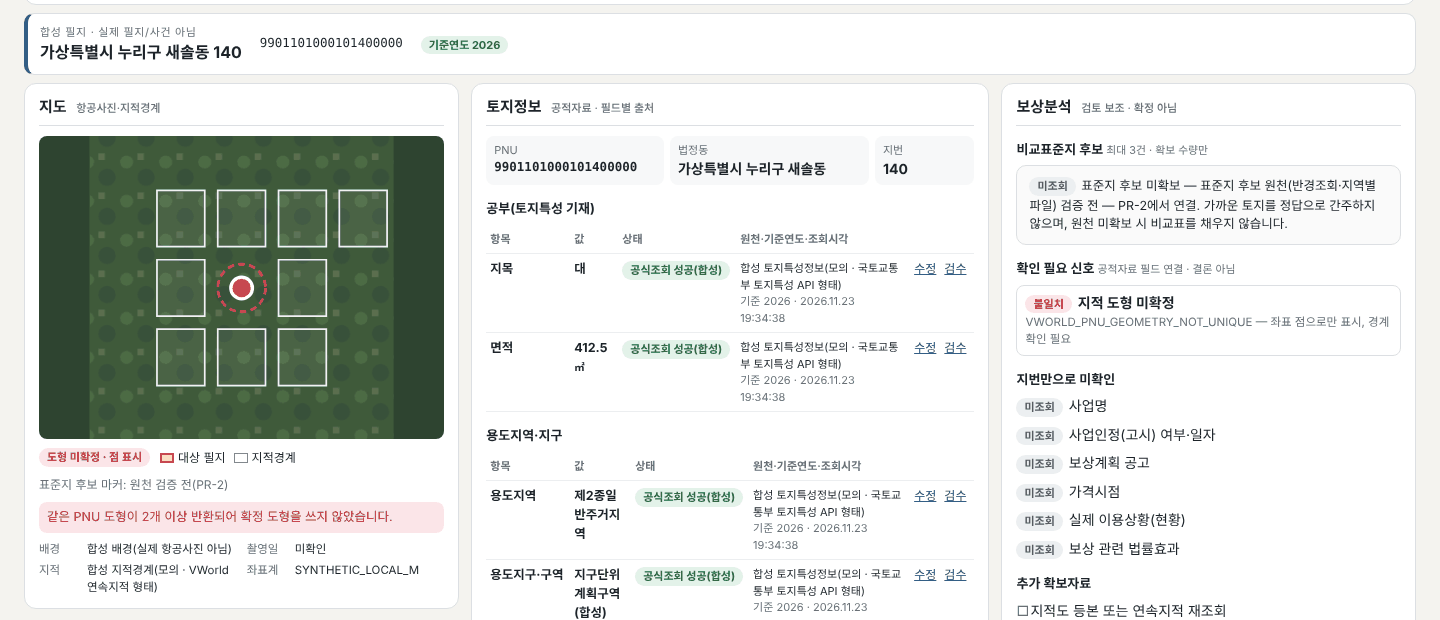 합성 필지 · 실제 필지/사건 아님
가상특별시 누리구 새솔동 140
9901101000101400000
기준연도 2026
지도 항공사진·지적경계
도형 미확정 · 점 표시
대상 필지
지적경계
표준지 후보 마커: 원천 검증 전(PR-2)
같은 PNU 도형이 2개 이상 반환되어 확정 도형을 쓰지 않았습니다.
배경 합성 배경(실제 항공사진 아님) 촬영일 미확인
지적 합성 지적경계(모의 · VWorld 좌표계 SYNTHETIC_LOCAL_M
연속지적 형태)
토지정보 공적자료 · 필드별 출처
PNU
9901101000101400000
법정동
가상특별시 누리구 새솔동
지번
140
공부(토지특성 기재)
항목 값 상태 원천·기준연도·조회시각
지목 대 공식조회 성공(합성) 합성 토지특성정보(모의 · 국토교통 수정 검수
부 토지특성 API 형태)
기준 2026 · 2026.11.23
19:34:38
면적 412.5 공식조회 성공(합성) 합성 토지특성정보(모의 · 국토교통 수정 검수
㎡ 부 토지특성 API 형태)
기준 2026 · 2026.11.23
19:34:38
용도지역·지구
항목 값 상태 원천·기준연도·조회시각
용도지역 제2종일 공식조회 성공(합성) 합성 토지특성정보(모의 · 국토교 수정 검수
반주거지 통부 토지특성 API 형태)
역 기준 2026 · 2026.11.23
19:34:38
용도지구·구역 지구단위 공식조회 성공(합성) 합성 토지특성정보(모의 · 국토교 수정 검수
계획구역 통부 토지특성 API 형태)
(합성) 기준 2026 · 2026.11.23
보상분석 검토 보조 · 확정 아님
비교표준지 후보 최대 3건 · 확보 수량만
미조회 표준지 후보 미확보 — 표준지 후보 원천(반경조회·지역별
파일) 검증 전 — PR-2에서 연결. 가까운 토지를 정답으로 간주하지
않으며, 원천 미확보 시 비교표를 채우지 않습니다.
확인 필요 신호 공적자료 필드 연결 · 결론 아님
불일치 지적 도형 미확정
VWORLD_PNU_GEOMETRY_NOT_UNIQUE — 좌표 점으로만 표시, 경계
확인 필요
지번만으로 미확인
미조회 사업명
미조회 사업인정(고시) 여부·일자
미조회 보상계획 공고
미조회 가격시점
미조회 실제 이용상황(현황)
미조회 보상 관련 법률효과
추가 확보자료
☐ 지적도 등본 또는 연속지적 재조회